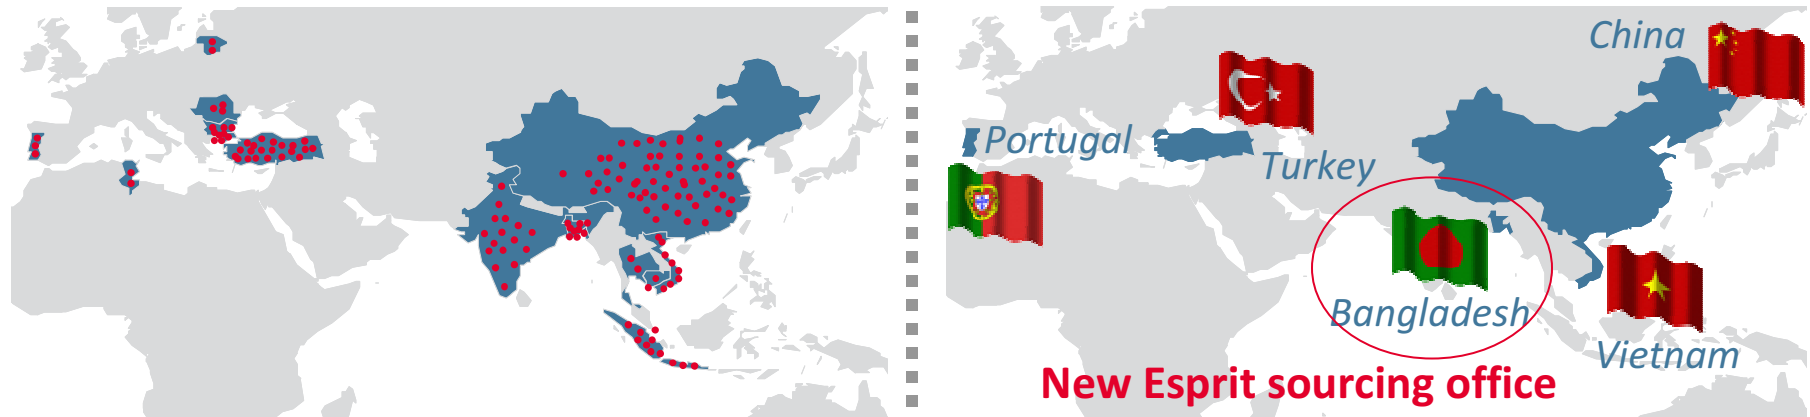 China
Portugal
Turkey
Bangladesh
Vietnam
New Esprit sourcing office